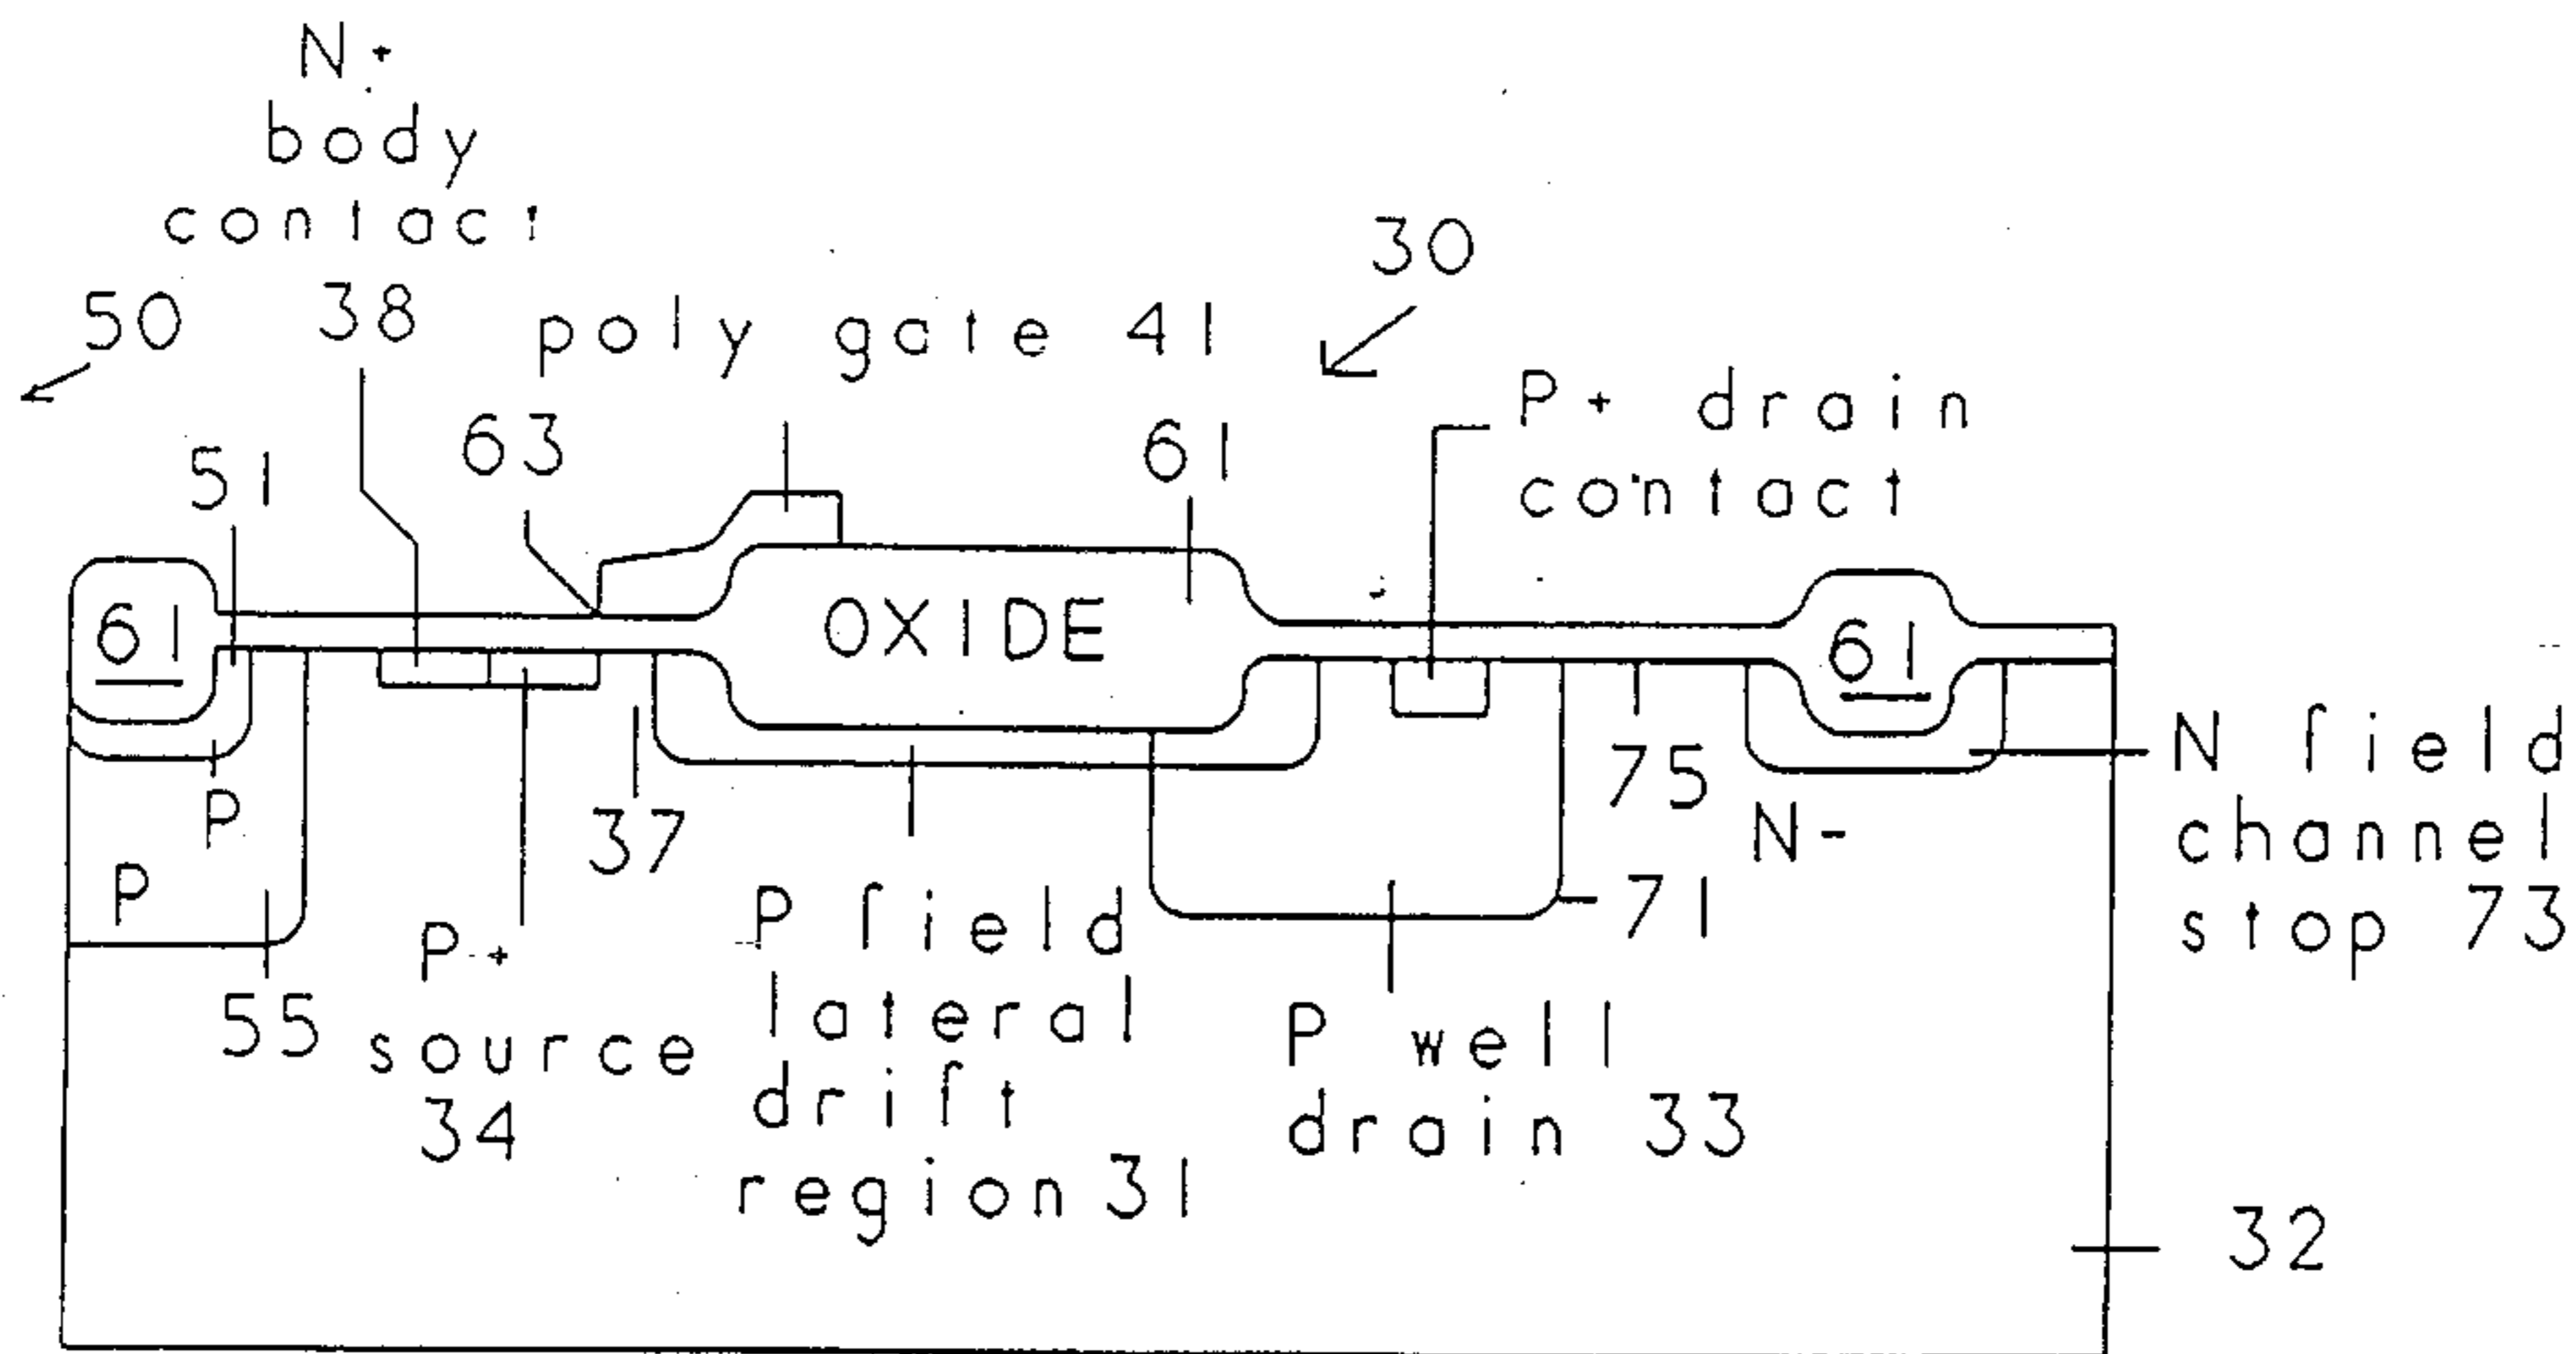 N+
body
contact
38
50
poly gate 41
30
63
61
51
P+ drain
contact
61
OXIDE
61
P
P
37
75
N-
71
N field
channel
stop 73
55
P+
source
34
P field
lateral
drift
region 31
P well
drain 33
32